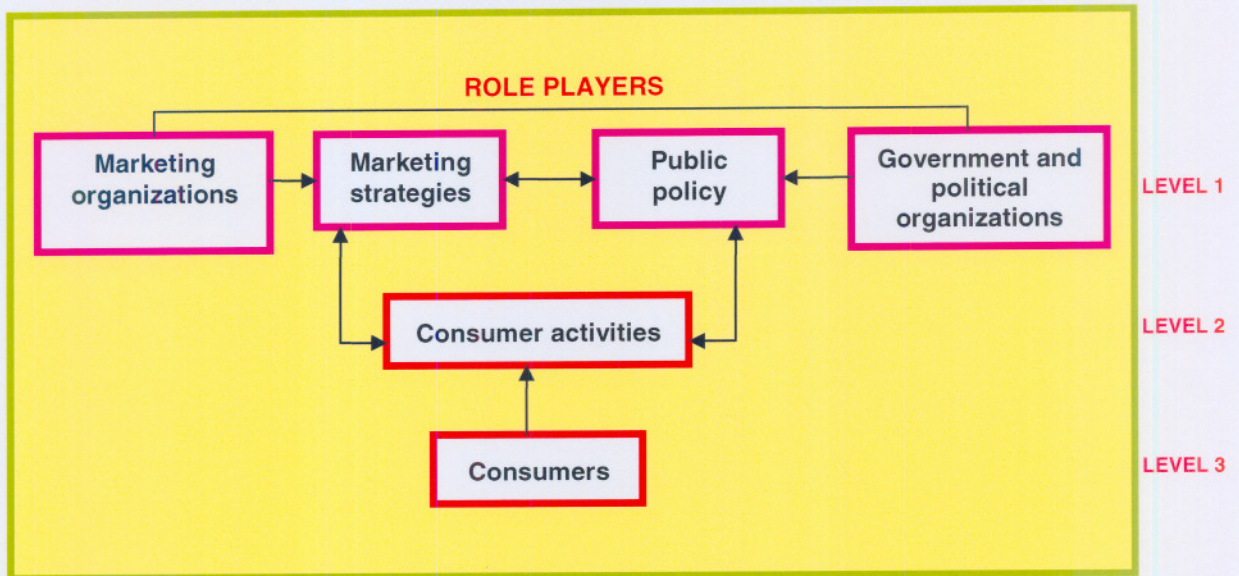 ROLE PLAYERS
Marketing
organizations
Marketing
strategies
Public
policy
Government and
political
organizations
LEVEL 1
Consumer activities
LEVEL 2
Consumers
LEVEL 3